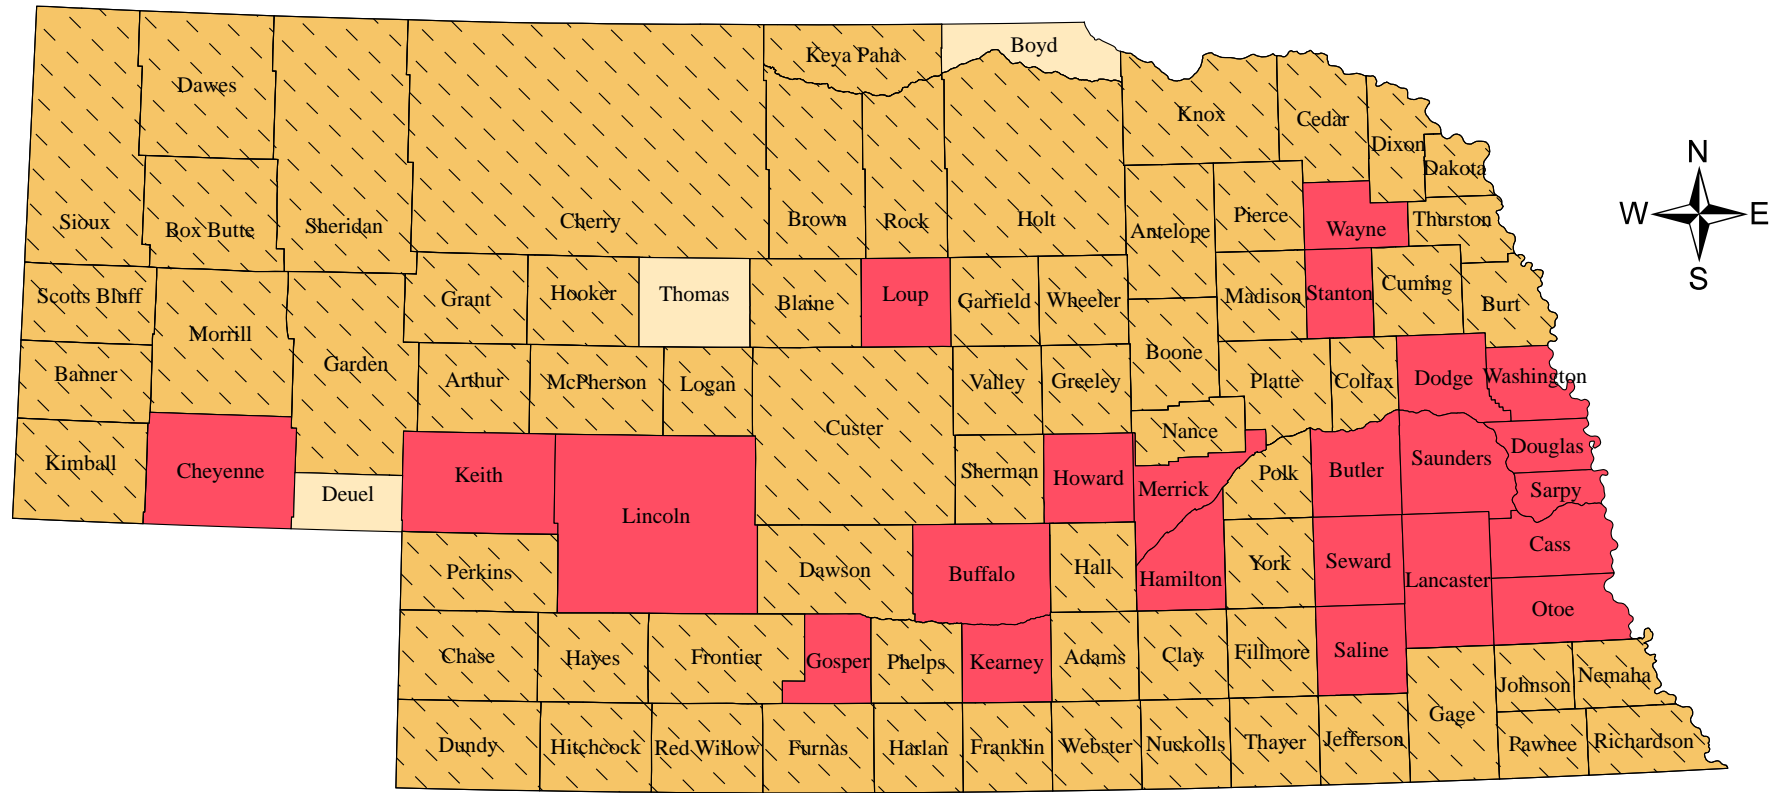 Boyd
Keya Paha
Dawes
Knox
Cedar
Dixon
Dakota
N
Sioux
Box Butte
Sheridan
Cherry
Brown
Rock
Holt
Antelope
Pierce
Wayne
Thurston
W
E
S
Scotts Bluff
Morrill
Grant
Hooker
Thomas
Blaine
Loup
Garfield
Wheeler
Madison
Stanton
Cuming
Burt
Banner
Garden
Arthur
McPherson
Logan
Custer
Valley
Greeley
Boone
Platte
Colfax
Dodge
Washington
Kimball
Cheyenne
Deuel
Keith
Lincoln
Sherman
Howard
Nance
Merrick
Polk
Butler
Saunders
Douglas
Sarpy
Perkins
Dawson
Buffalo
Hall
Hamilton
York
Seward
Lancaster
Cass
Otoe
Chase
Hayes
Frontier
Gosper
Phelps
Kearney
Adams
Clay
Fillmore
Saline
Johnson
Nemaha
Dundy
Hitchcock
Red Willow
Furnas
Harlan
Franklin
Webster
Nuckolls
Thayer
Jefferson
Gage
Pawnee
Richardson